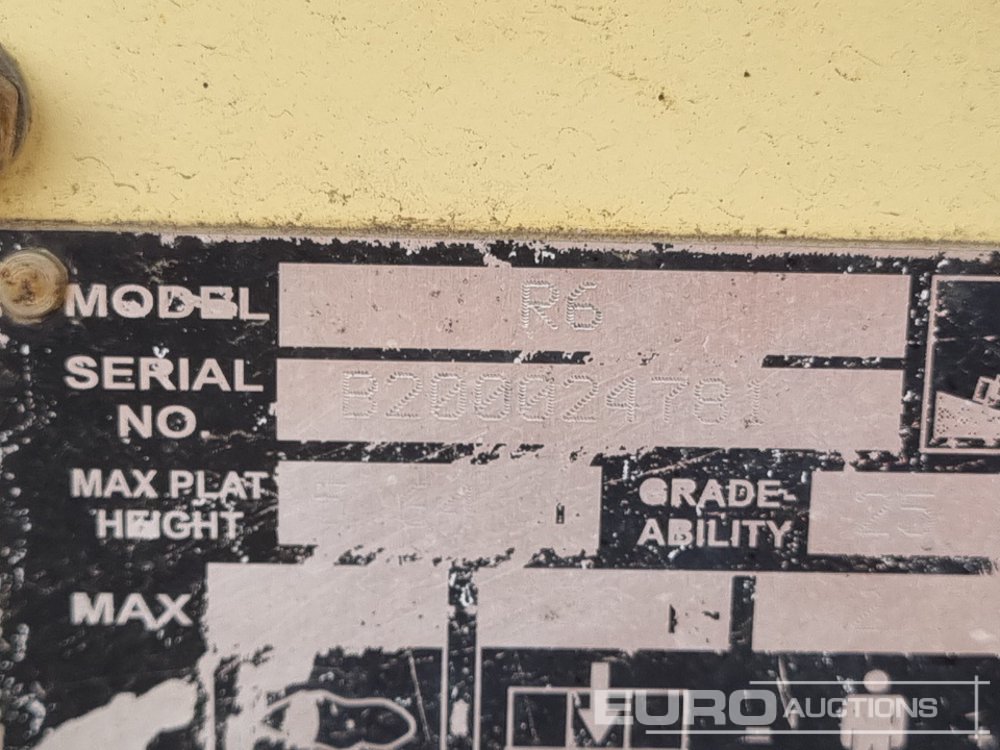 MODEL R6
SERIAL NO. B200024781
MAX PLAT HEIGHT
GRADE-ABILITY 25
MAX
EURO AUCTIONS